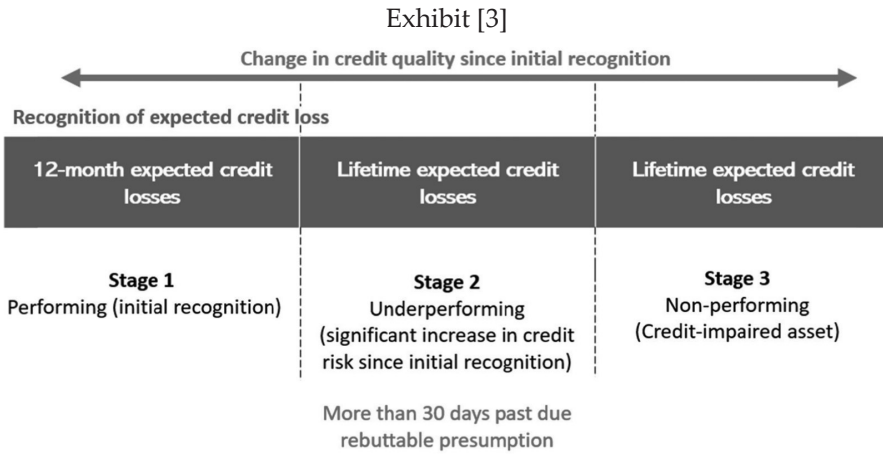 Exhibit [3]
Change in credit quality since initial recognition
Recognition of expected credit loss
12-month expected credit
losses
Lifetime expected credit
losses
Lifetime expected credit
losses
Stage 1
Performing (initial recognition)
Stage 2
Underperforming
(significant increase in credit
risk since initial recognition)
Stage 3
Non-performing
(Credit-impaired asset)
More than 30 days past due
rebuttable presumption